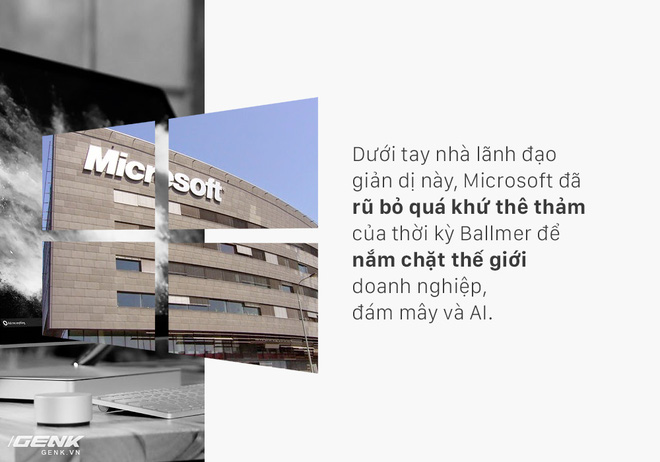 Microsoft
Dưới tay nhà lãnh đạo
giản dị này, Microsoft đã
rũ bỏ quá khứ thê thảm
của thời kỳ Ballmer để
nắm chặt thế giới
doanh nghiệp,
đám mây và AI.
GENK
GENK.VN